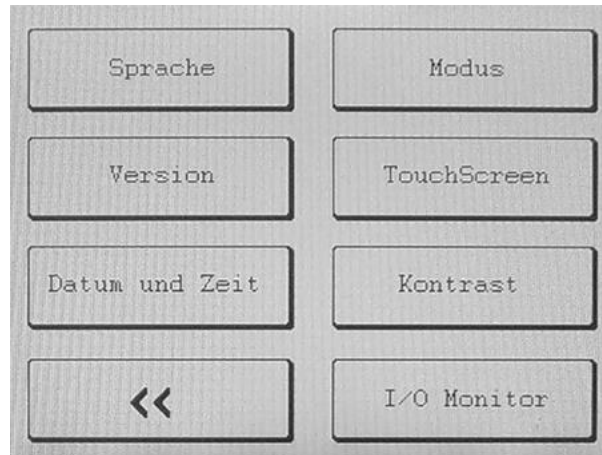 Sprache
Modus
Version
TouchScreen
Datum und Zeit
Kontrast
<<
I/O Monitor